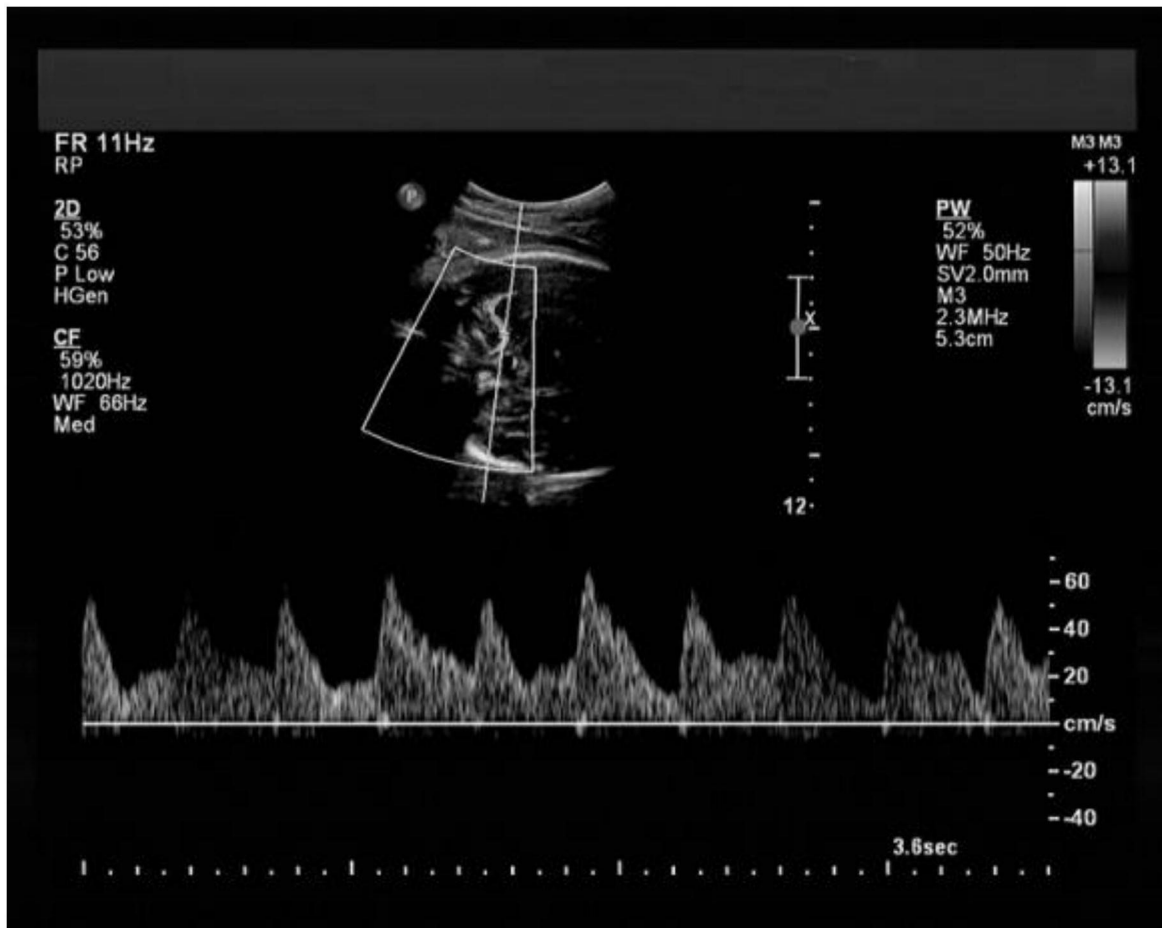 FR 11Hz
RP
2D
53%
C 56
P Low
HGen
CF
59%
1020Hz
WF 66Hz
Med
P
X
12
PW
52%
WF 50Hz
SV2.0mm
M3
2.3MHz
5.3cm
M3 M3
+13.1
-13.1
cm/s
60
40
20
cm/s
-20
-40
3.6sec